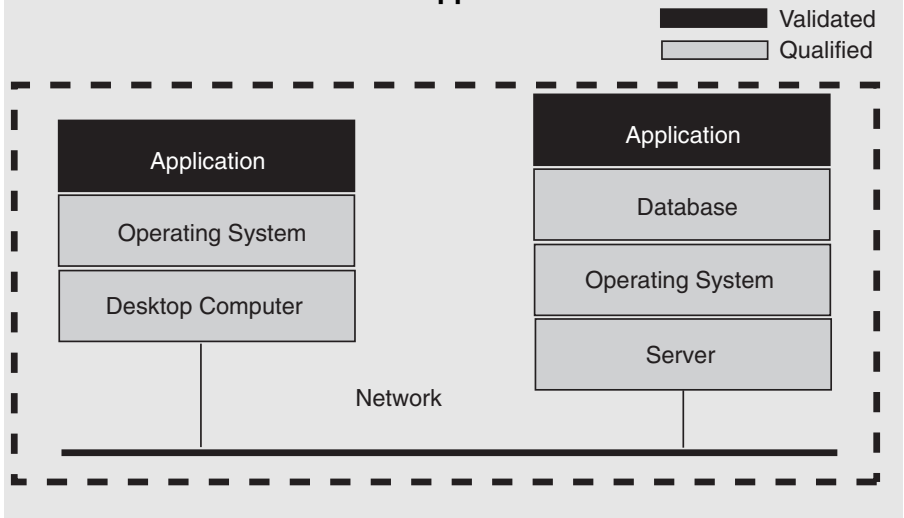 Validated
Qualified
Application
Operating System
Desktop Computer
Application
Database
Operating System
Server
Network